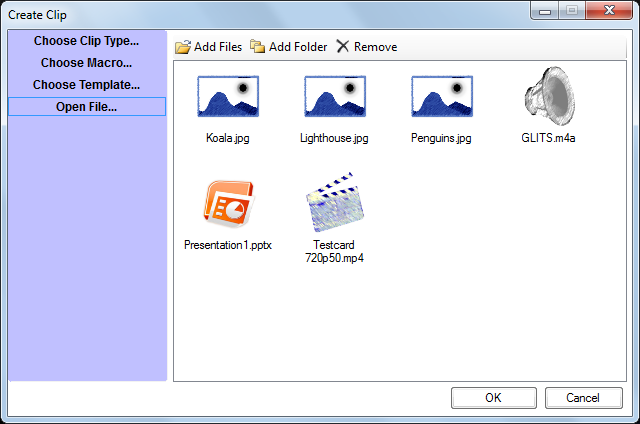 Create Clip
Choose Clip Type...
Choose Macro...
Choose Template...
Open File...
Add Files Add Folder Remove
Koala.jpg Lighthouse.jpg Penguins.jpg GLITS.m4a
Presentation1.pptx Testcard
720p50.mp4
OK Cancel